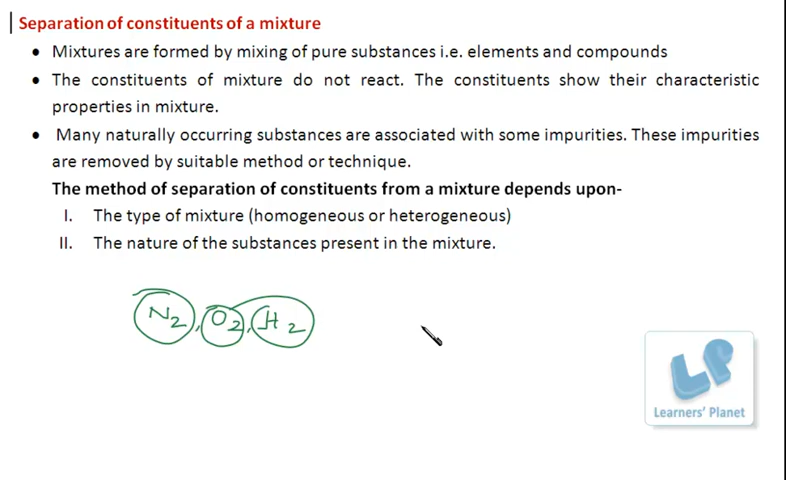 Separation of constituents of a mixture
• Mixtures are formed by mixing of pure substances i.e. elements and compounds
• The constituents of mixture do not react. The constituents show their characteristic
properties in mixture.
• Many naturally occurring substances are associated with some impurities. These impurities
are removed by suitable method or technique.
The method of separation of constituents from a mixture depends upon-
I. The type of mixture (homogeneous or heterogeneous)
II. The nature of the substances present in the mixture.
N2, O2, H2
LP
Learners' Planet